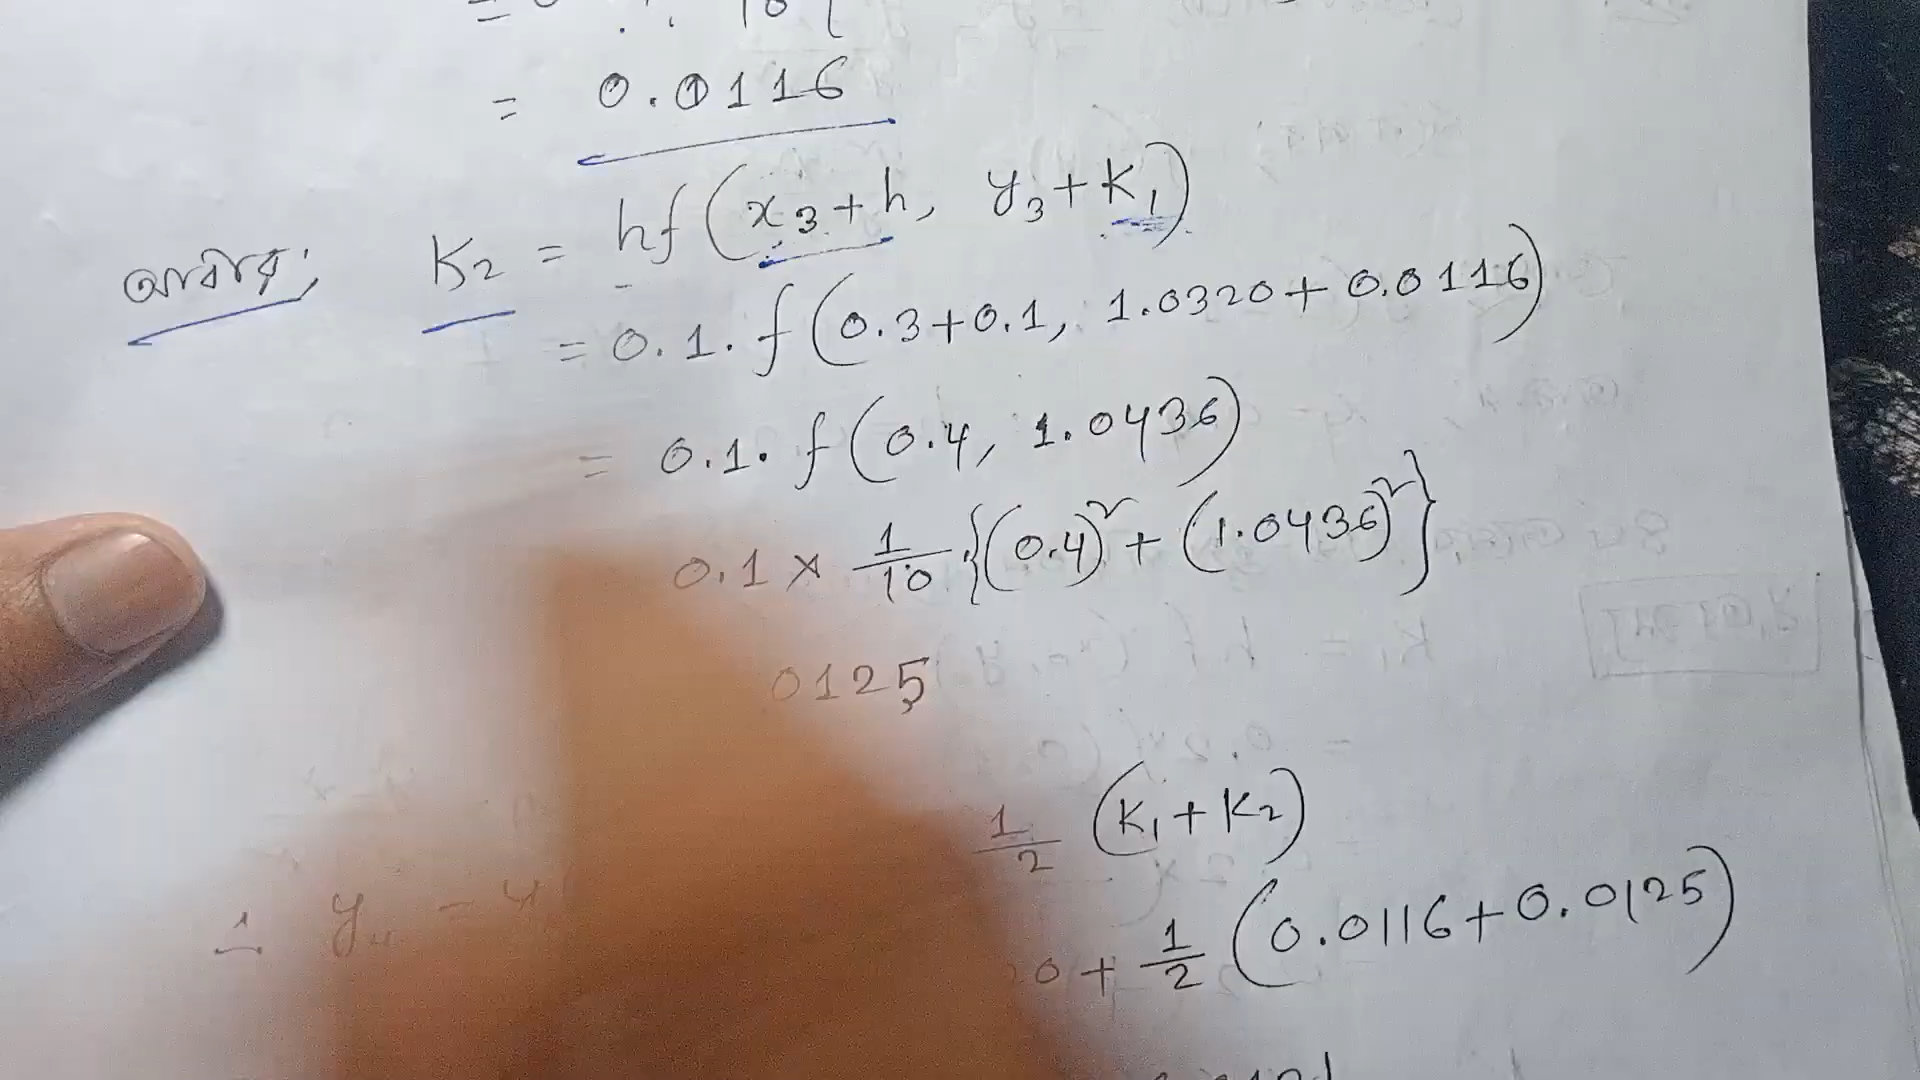 = 0.0116
আবার, K₂ = hf(x₃+h, y₃+K₁)
= 0.1. f(0.3+0.1, 1.0320+0.0116)
= 0.1. f(0.4, 1.0436)
0.1 × 1/10 {(0.4)² + (1.0436)²}
0125
1/2 (K₁+K₂)
∴ y₄ = y
0 + 1/2 (0.0116+0.0125)